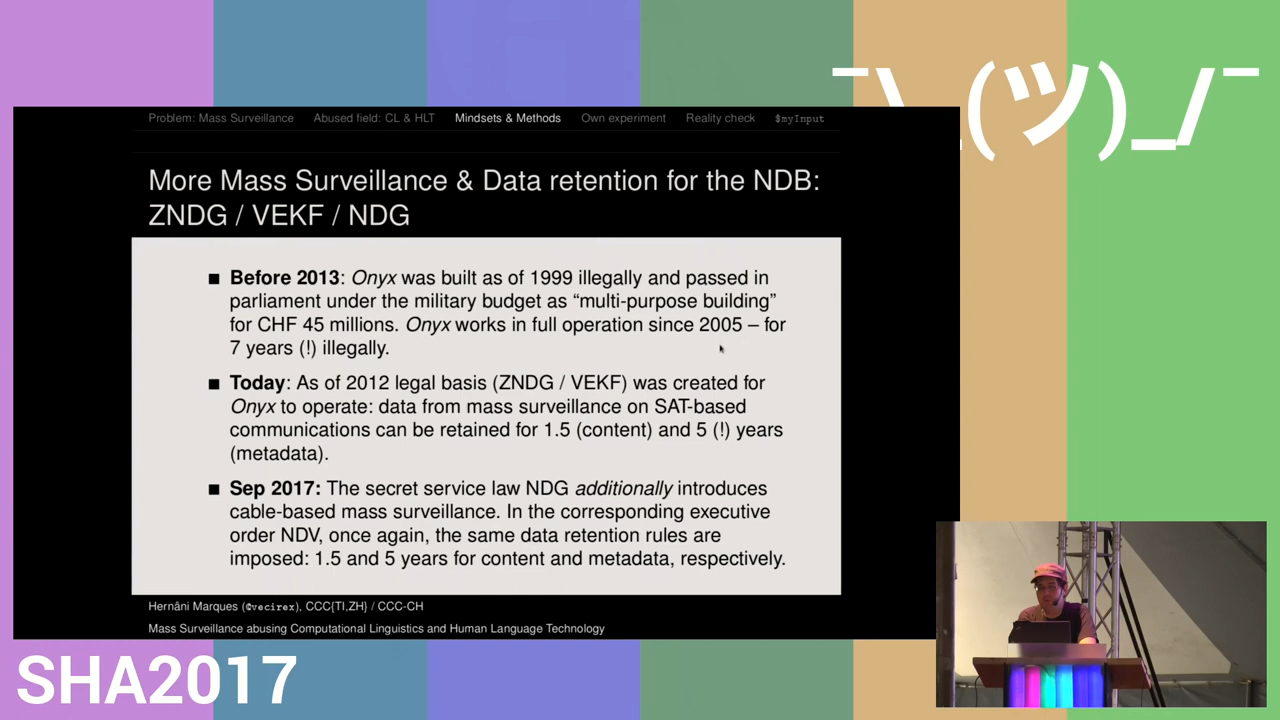 ¯\_(ツ)_/¯
Problem: Mass Surveillance Abused field: CL & HLT Mindsets & Methods Own experiment Reality check $myInput
More Mass Surveillance & Data retention for the NDB:
ZNDG / VEKF / NDG
■ Before 2013: Onyx was built as of 1999 illegally and passed in
parliament under the military budget as “multi-purpose building”
for CHF 45 millions. Onyx works in full operation since 2005 – for
7 years (!) illegally.
■ Today: As of 2012 legal basis (ZNDG / VEKF) was created for
Onyx to operate: data from mass surveillance on SAT-based
communications can be retained for 1.5 (content) and 5 (!) years
(metadata).
■ Sep 2017: The secret service law NDG additionally introduces
cable-based mass surveillance. In the corresponding executive
order NDV, once again, the same data retention rules are
imposed: 1.5 and 5 years for content and metadata, respectively.
Hernâni Marques (@vecirex), CCC{TI,ZH} / CCC-CH
Mass Surveillance abusing Computational Linguistics and Human Language Technology
SHA2017